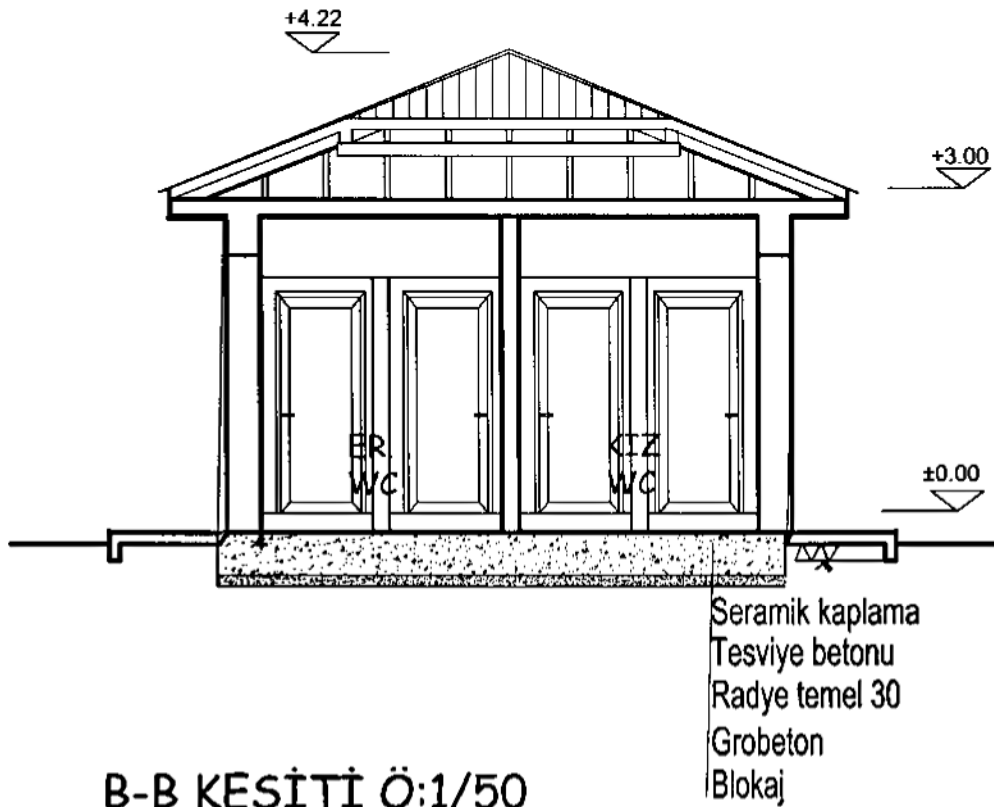 +4.22
+3.00
±0.00
ER
WC
KIZ
WC
Seramik kaplama
Tesviye betonu
Radye temel 30
Grobeton
Blokaj
B-B KESİTİ Ö:1/50